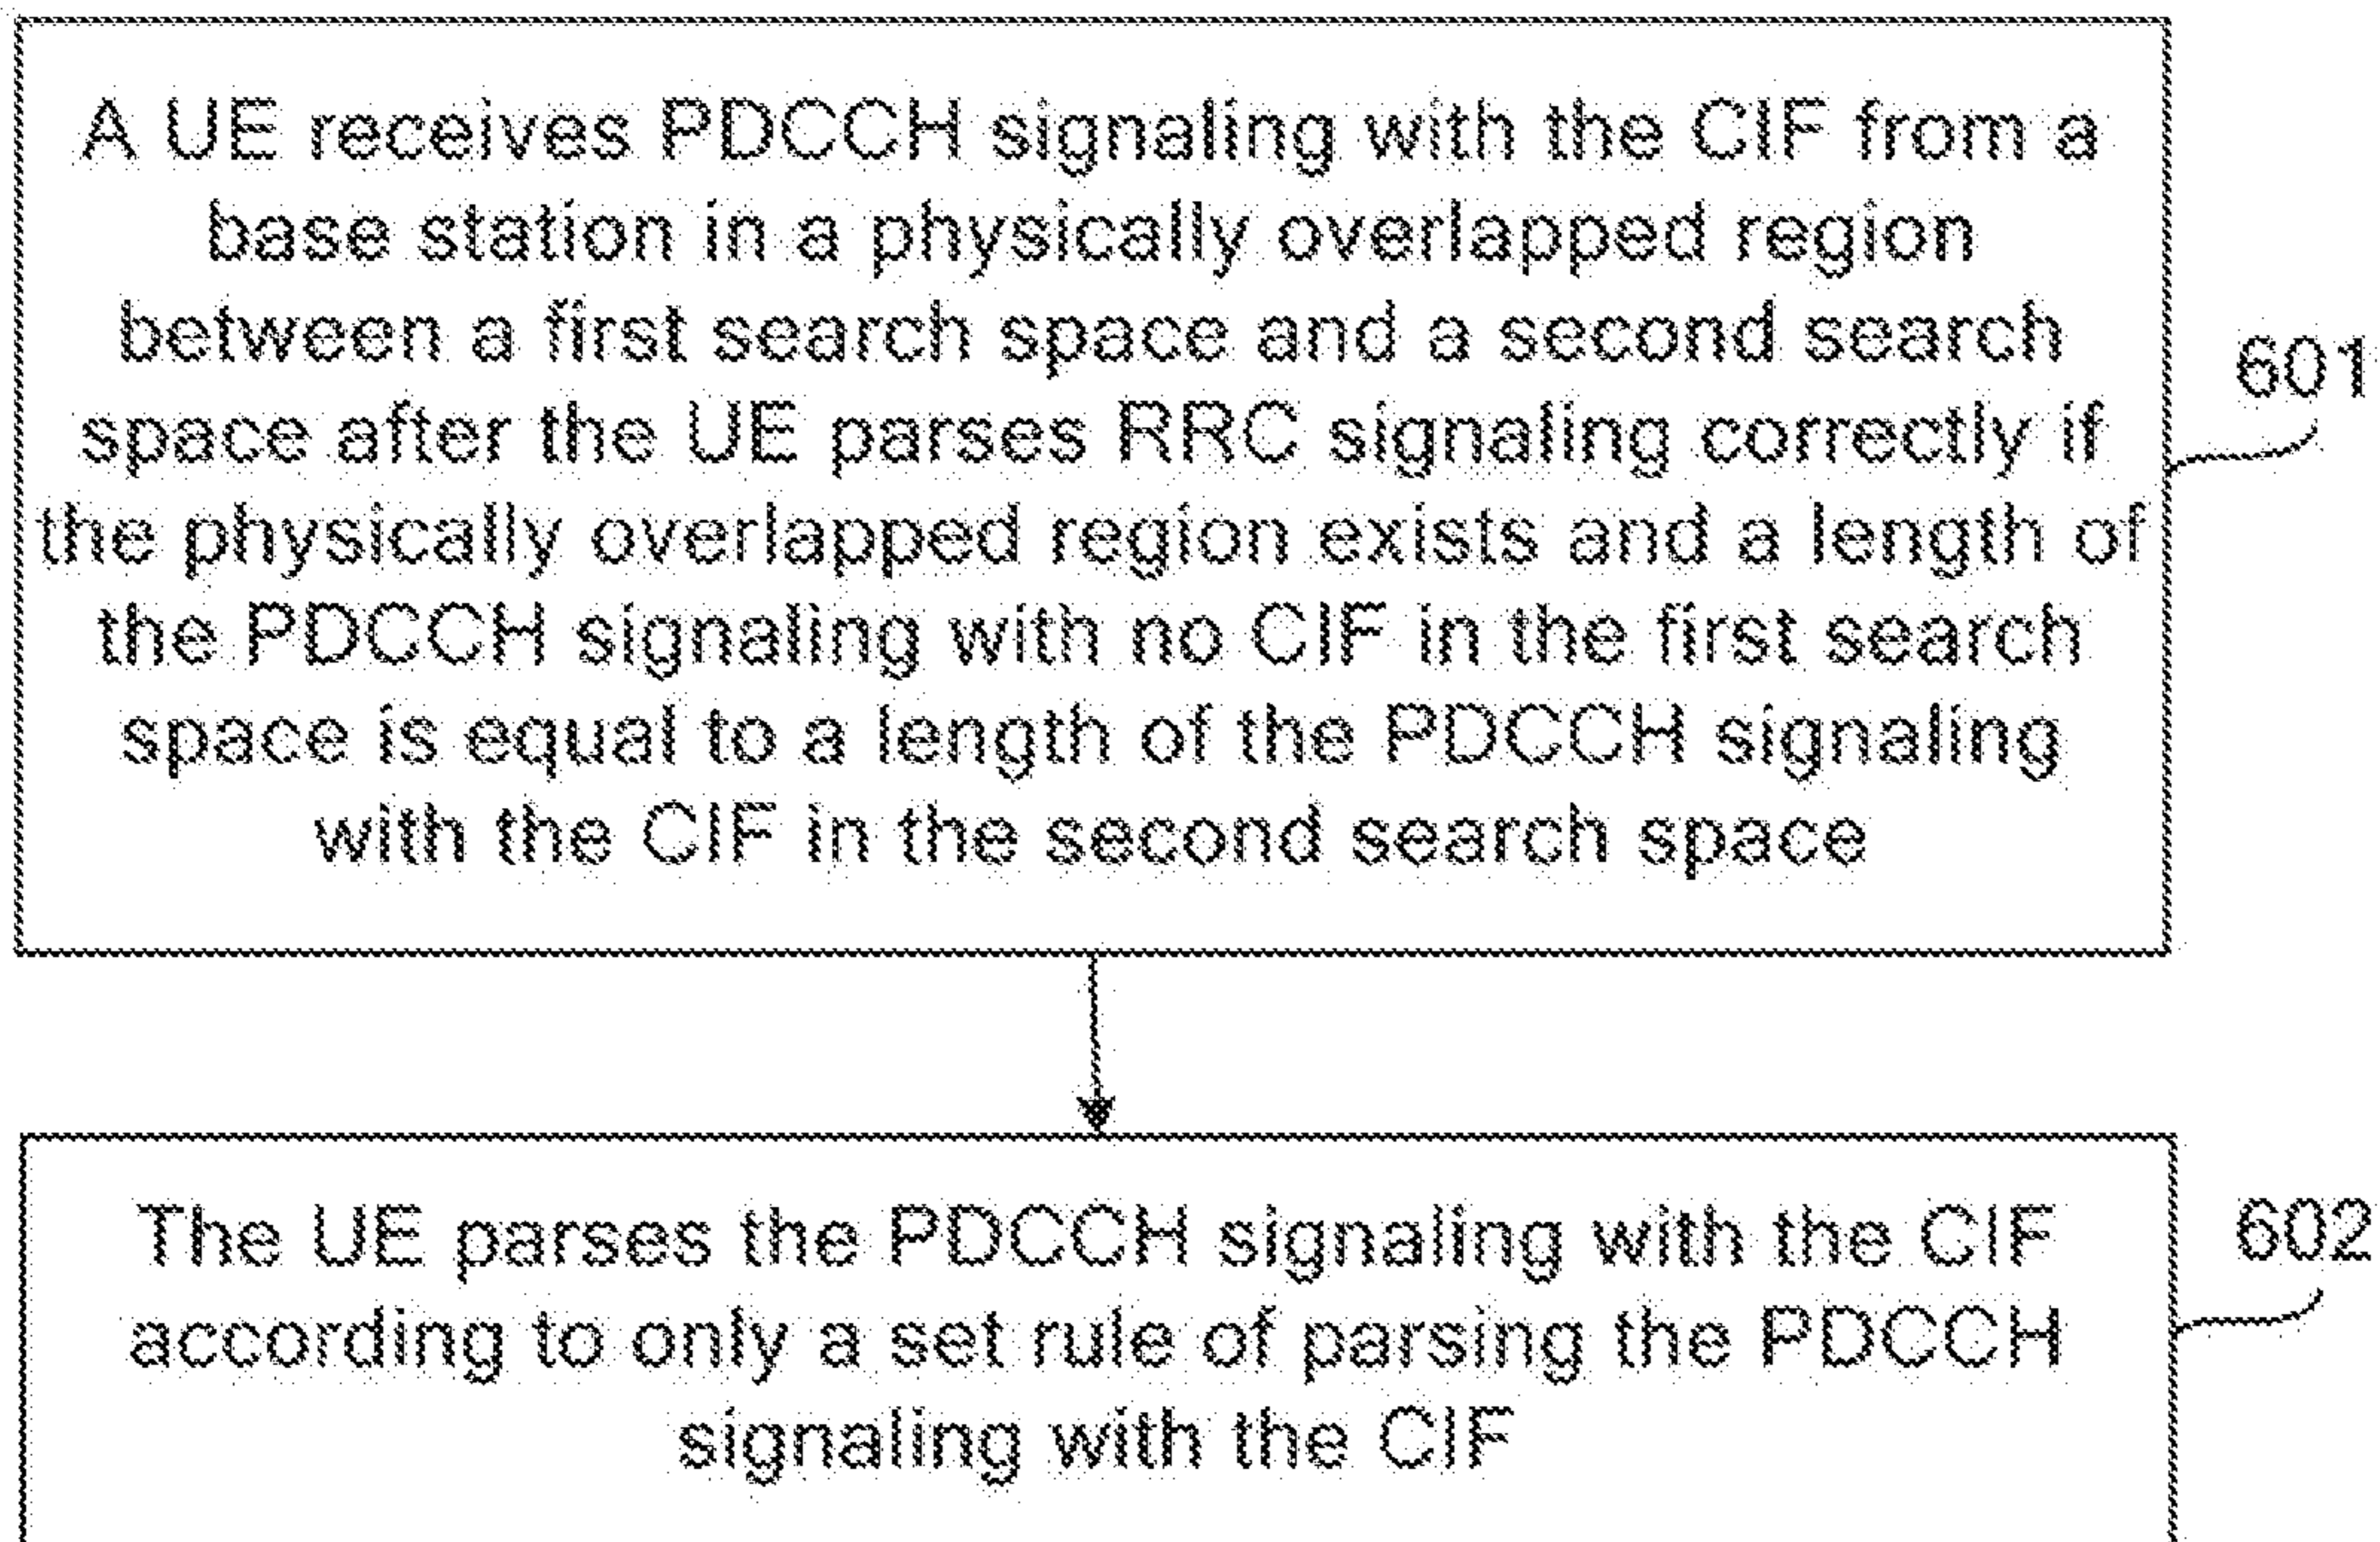 A UE receives PDCCH signaling with the CIF from a
base station in a physically overlapped region
between a first search space and a second search
space after the UE parses RRC signaling correctly if
the physically overlapped region exists and a length of
the PDCCH signaling with no CIF in the first search
space is equal to a length of the PDCCH signaling
with the CIF in the second search space
601
The UE parses the PDCCH signaling with the CIF
according to only a set rule of parsing the PDCCH
signaling with the CIF
602